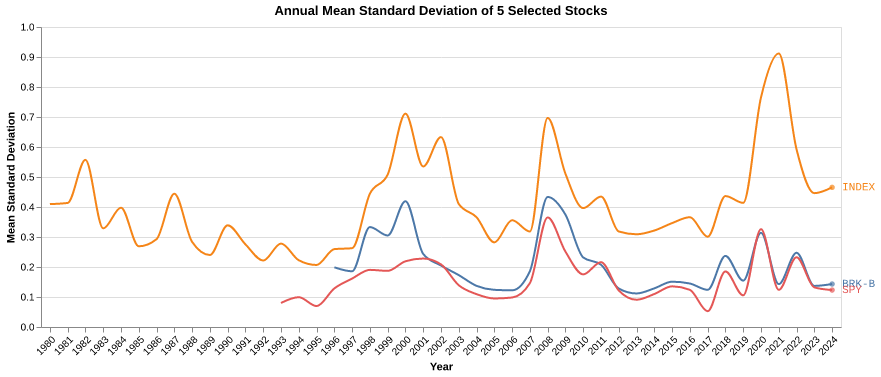 Annual Mean Standard Deviation of 5 Selected Stocks
1.0
0.9
0.8
0.7
0.6
0.5
0.4
0.3
0.2
0.1
0.0
Mean Standard Deviation
INDEX
BRK-B
SPY
1980 1981 1982 1983 1984 1985 1986 1987 1988 1989 1990 1991 1992 1993 1994 1995 1996 1997 1998 1999 2000 2001 2002 2003 2004 2005 2006 2007 2008 2009 2010 2011 2012 2013 2014 2015 2016 2017 2018 2019 2020 2021 2022 2023 2024
Year